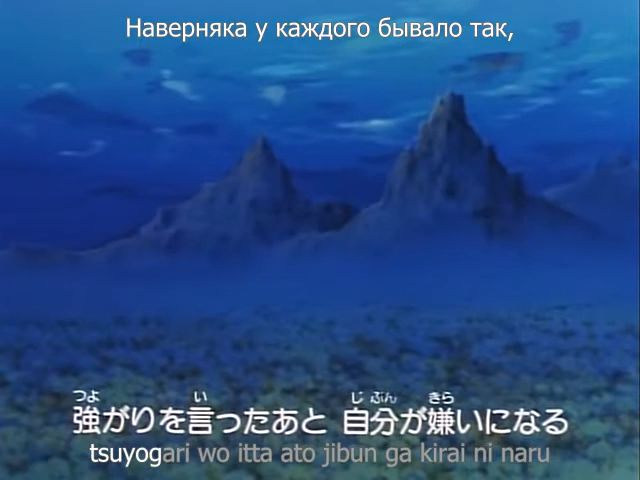 Наверняка у каждого бывало так,
つよ い じ ぶん きら
強がりを言ったあと 自分が嫌いになる
tsuyogari wo itta ato jibun ga kirai ni naru